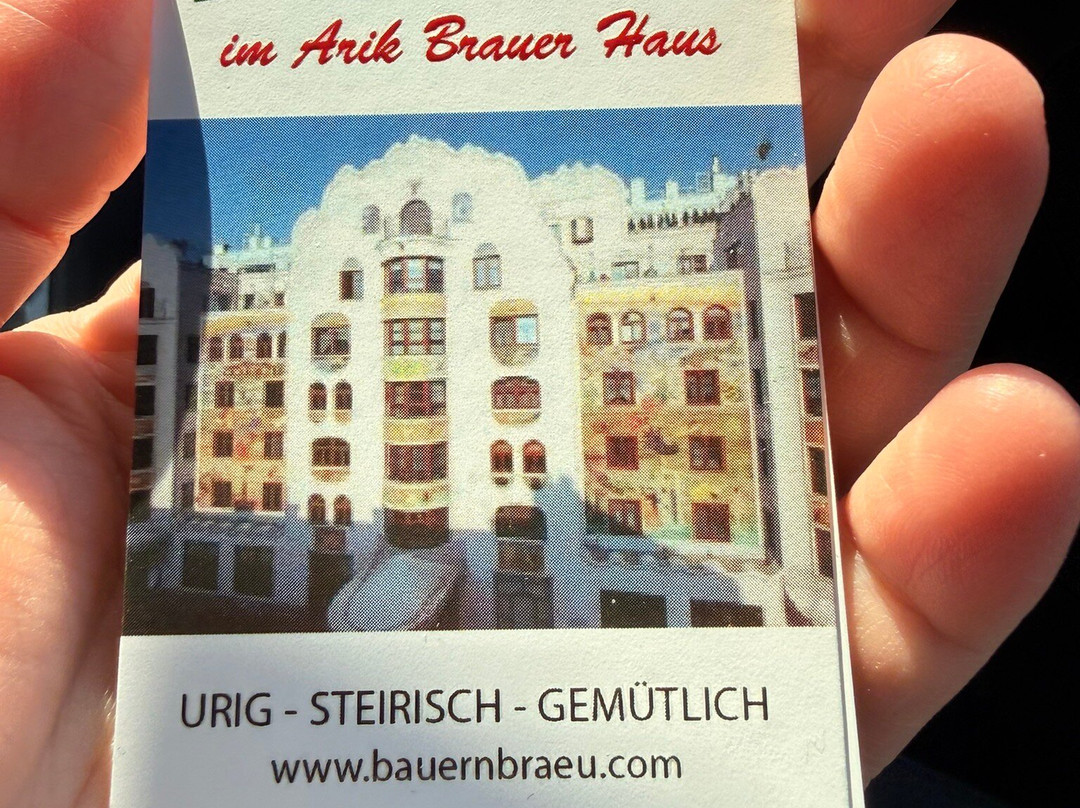 im Arik Brauer Haus
URIG - STEIRISCH - GEMÜTLICH
www.bauernbraeu.com